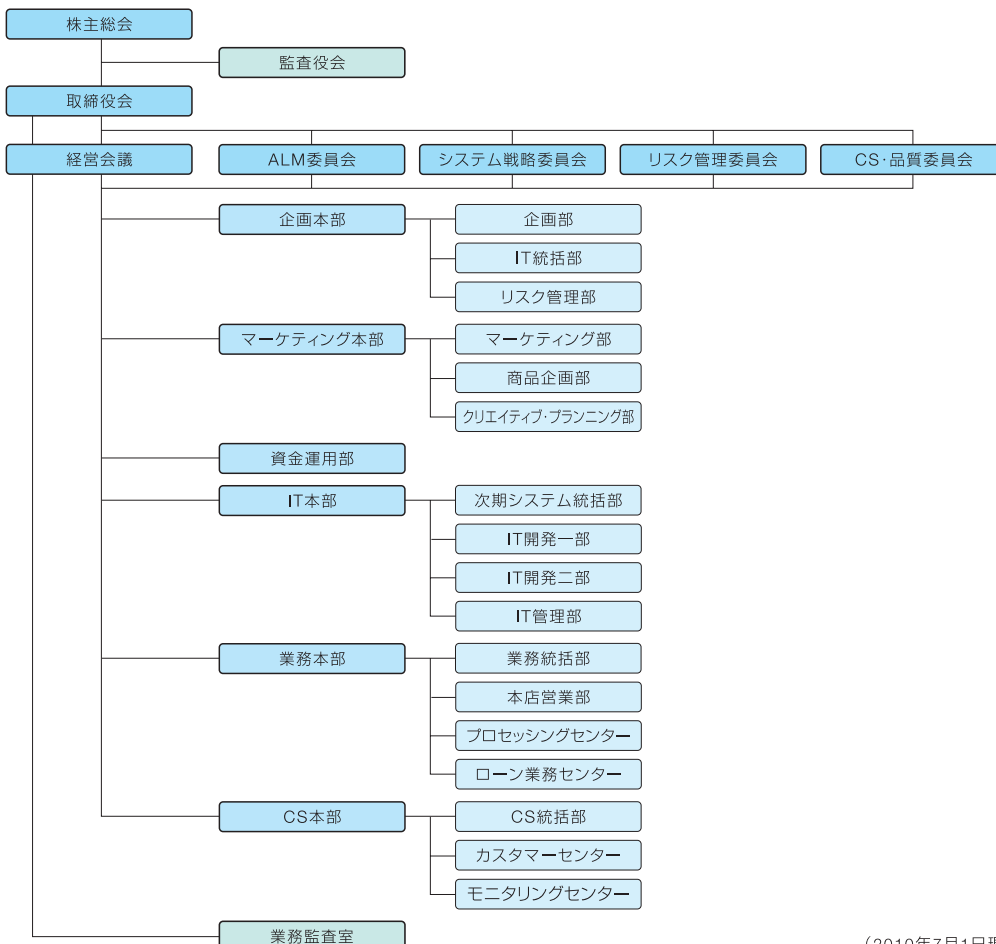 株主総会
監査役会
取締役会
経営会議
ALM委員会
システム戦略委員会
リスク管理委員会
CS・品質委員会
企画本部
企画部
IT統括部
リスク管理部
マーケティング本部
マーケティング部
商品企画部
クリエイティブ・プランニング部
資金運用部
IT本部
次期システム統括部
IT開発一部
IT開発二部
IT管理部
業務本部
業務統括部
本店営業部
プロセッシングセンター
ローン業務センター
CS本部
CS統括部
カスタマーセンター
モニタリングセンター
業務監査室